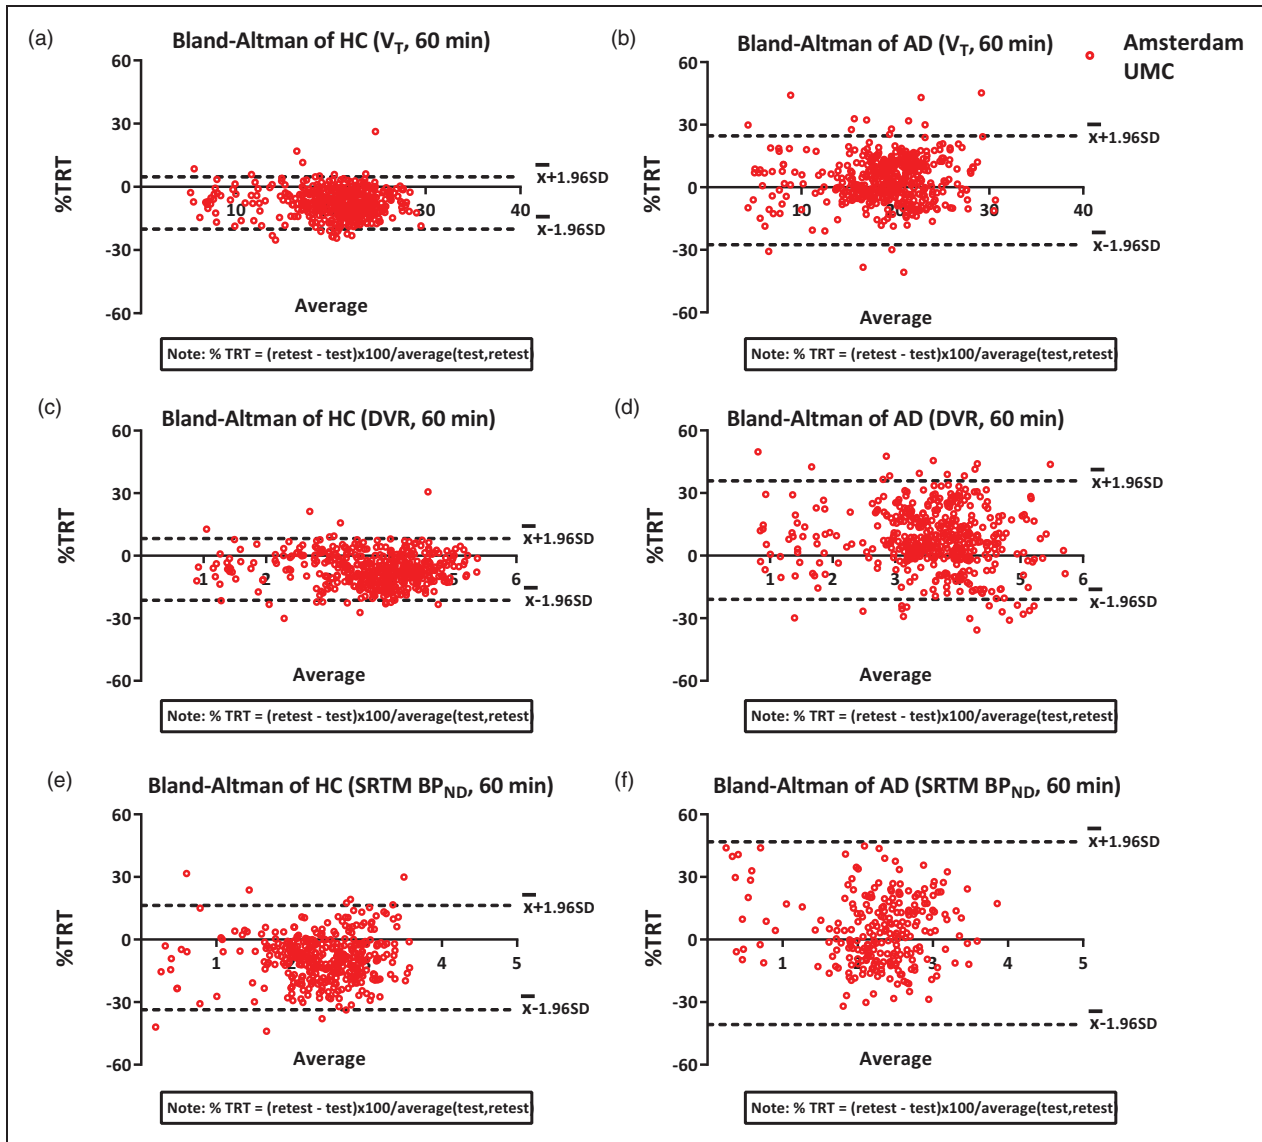 (a)
Bland-Altman of HC (VT, 60 min)
60
30
0
-30
-60
%TRT
10
30
40
x+1.96SD
x-1.96SD
Average
Note: % TRT = (retest - test)x100/average(test,retest)
(b)
Bland-Altman of AD (VT, 60 min)
Amsterdam
UMC
60
30
0
-30
-60
%TRT
10
20
30
40
x+1.96SD
x-1.96SD
Average
Note: % TRT = (retest - test)x100/average(test,retest)
(c)
Bland-Altman of HC (DVR, 60 min)
60
30
0
-30
-60
%TRT
1
2
5
6
x+1.96SD
x-1.96SD
Average
Note: % TRT = (retest - test)x100/average(test,retest)
(d)
Bland-Altman of AD (DVR, 60 min)
60
30
0
-30
-60
%TRT
1
2
3
5
6
x+1.96SD
x-1.96SD
Average
Note: % TRT = (retest - test)x100/average(test,retest)
(e)
Bland-Altman of HC (SRTM BPND, 60 min)
60
30
0
-30
-60
%TRT
1
2
3
4
5
x+1.96SD
x-1.96SD
Average
Note: % TRT = (retest - test)x100/average(test,retest)
(f)
Bland-Altman of AD (SRTM BPND, 60 min)
60
30
0
-30
-60
%TRT
1
2
3
4
5
x+1.96SD
x-1.96SD
Average
Note: % TRT = (retest - test)x100/average(test,retest)